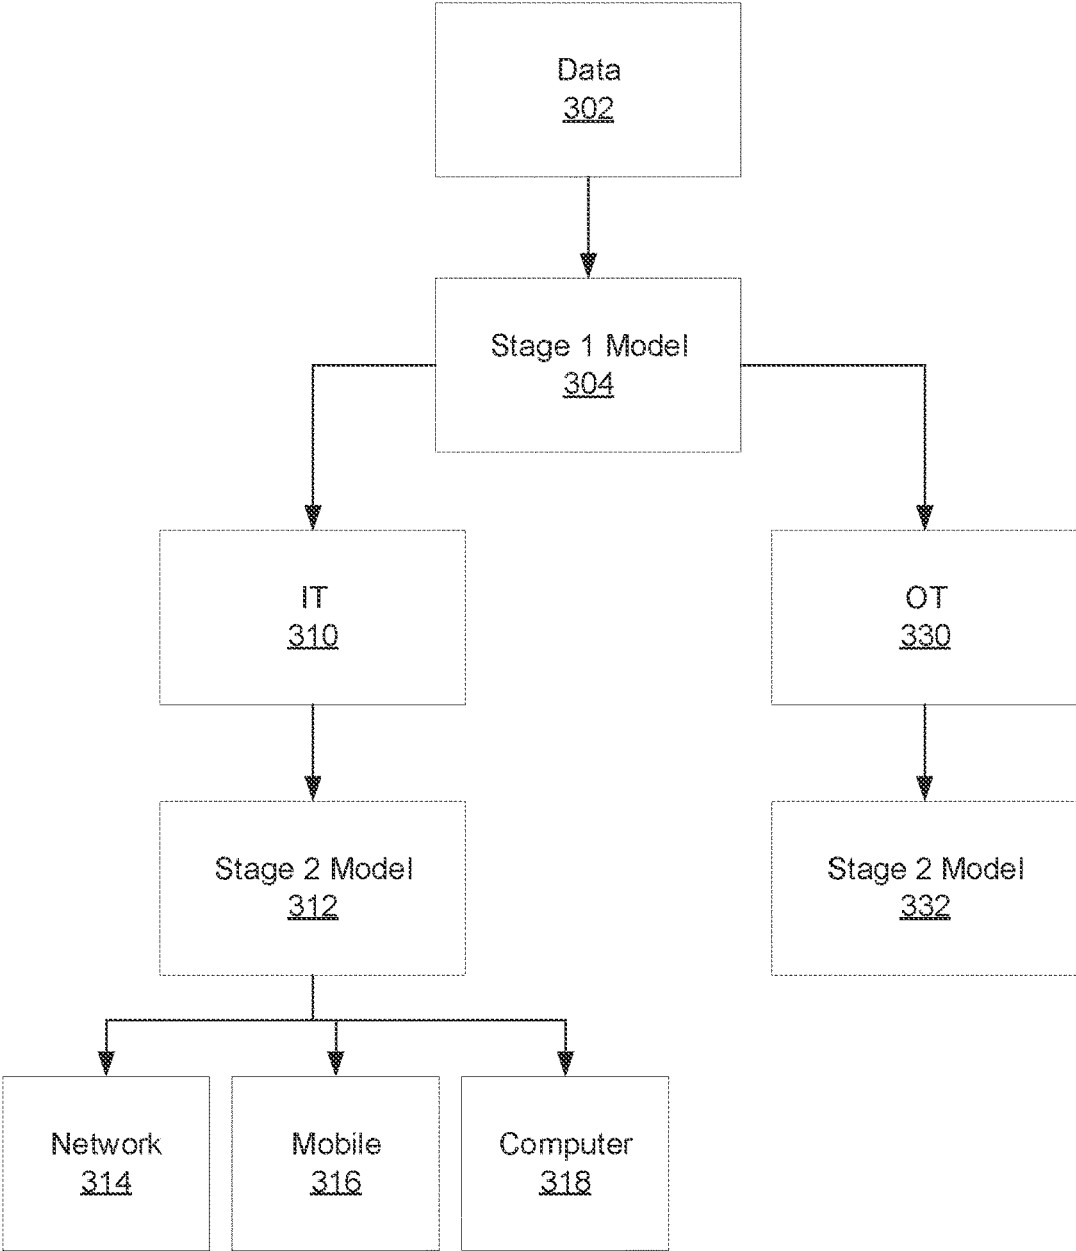 Data
302
Stage 1 Model
304
IT
310
OT
330
Stage 2 Model
312
Stage 2 Model
332
Network
314
Mobile
316
Computer
318